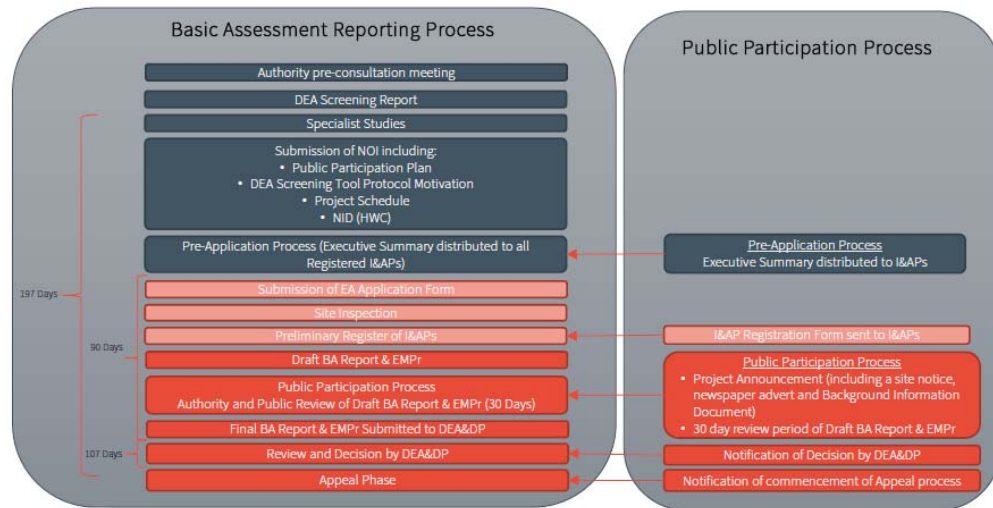 Basic Assessment Reporting Process
Authority pre-consultation meeting
DEA Screening Report
Specialist Studies
Submission of NOI including:
• Public Participation Plan
• DEA Screening Tool Protocol Motivation
• Project Schedule
• NID (HWC)
Pre-Application Process (Executive Summary distributed to all
Registered I&APs)
Submission of EA Application Form
Site Inspection
Preliminary Register of I&APs
Draft BA Report & EMPr
Public Participation Process
Authority and Public Review of Draft BA Report & EMPr (30 Days)
Final BA Report & EMPr Submitted to DEA&DP
Review and Decision by DEA&DP
Appeal Phase
197 Days
90 Days
107 Days
Public Participation Process
Pre-Application Process
Executive Summary distributed to I&APs
I&AP Registration Form sent to I&APs
Public Participation Process
• Project Announcement (including a site notice,
newspaper advert and Background Information
Document)
• 30 day review period of Draft BA Report & EMPr
Notification of Decision by DEA&DP
Notification of commencement of Appeal process